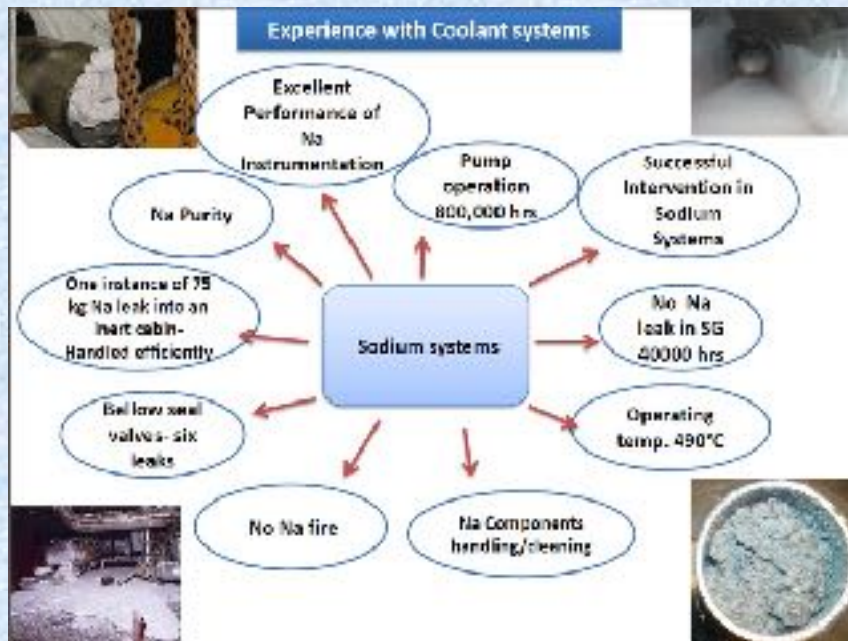 Experience with Coolant systems
Excellent
Performance of
Na
Instrumentation
Pump
operation
800,000 hrs
Successful
Intervention in
Sodium
Systems
Na Purity
One instance of 75
kg Na leak into an
inert cabin-
Handled efficiently
Sodium systems
No Na
leak in SG
40000 hrs
Bellow seal
valves- six
leaks
Operating
temp. 490°C
No Na fire
Na Components
handling/cleening